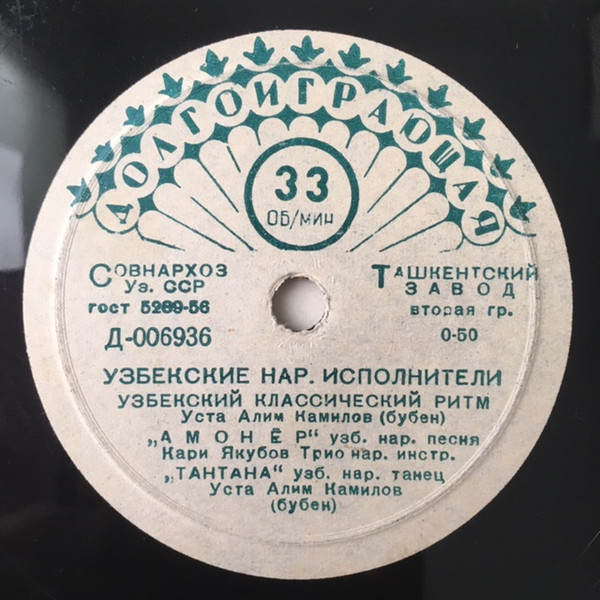 ДОЛГОИГРАЮЩАЯ
33
ОБ/МИН
СОВНАРХОЗ
Уз. ССР
ГОСТ 5289-56
Д-006936
ТАШКЕНТСКИЙ
ЗАВОД
вторая гр.
0-50
УЗБЕКСКИЕ НАР. ИСПОЛНИТЕЛИ
УЗБЕКСКИЙ КЛАССИЧЕСКИЙ РИТМ
Уста Алим Камилов (бубен)
„АМОНЁР“ узб. нар. песня
Кари Якубов Трио нар. инстр.
„ТАНТАНА“ узб. нар. танец
Уста Алим Камилов
(бубен)